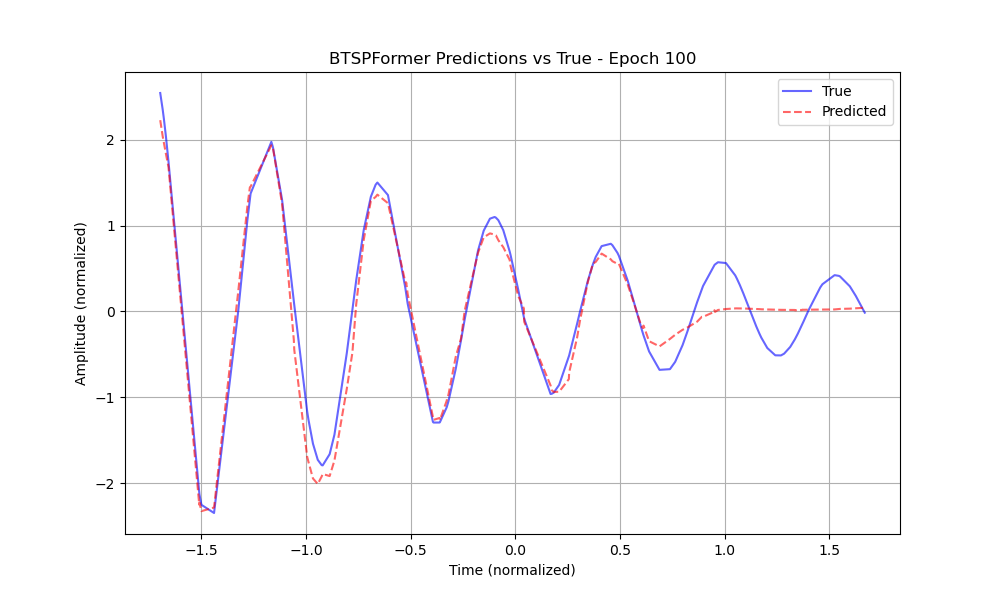 BTSPFormer Predictions vs True - Epoch 100
True
Predicted
2
1
0
−1
−2
Amplitude (normalized)
−1.5 −1.0 −0.5 0.0 0.5 1.0 1.5
Time (normalized)